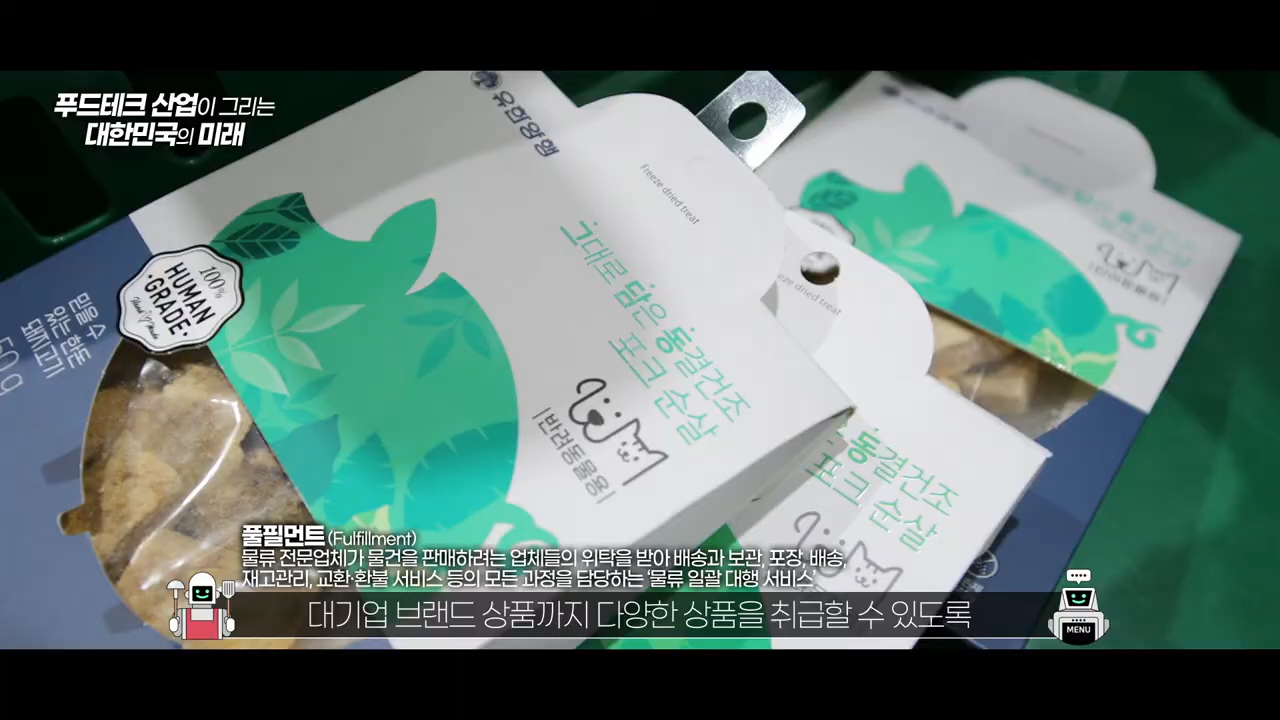 푸드테크 산업이 그리는
대한민국의 미래
유한양행
Freeze dried treat
그대로 담은 동결건조
포크 순살
반려동물용
100%
HUMAN
GRADE
Hand Made
믿을 수
있는 한돈
돼지고기
50g
dried treat
동결건조
포크 순살
풀필먼트(Fulfillment)
물류 전문업체가 물건을 판매하려는 업체들의 위탁을 받아 배송과 보관, 포장, 배송,
재고관리, 교환·환불 서비스 등의 모든 과정을 담당하는 '물류 일괄 대행 서비스'
대기업 브랜드 상품까지 다양한 상품을 취급할 수 있도록
MENU